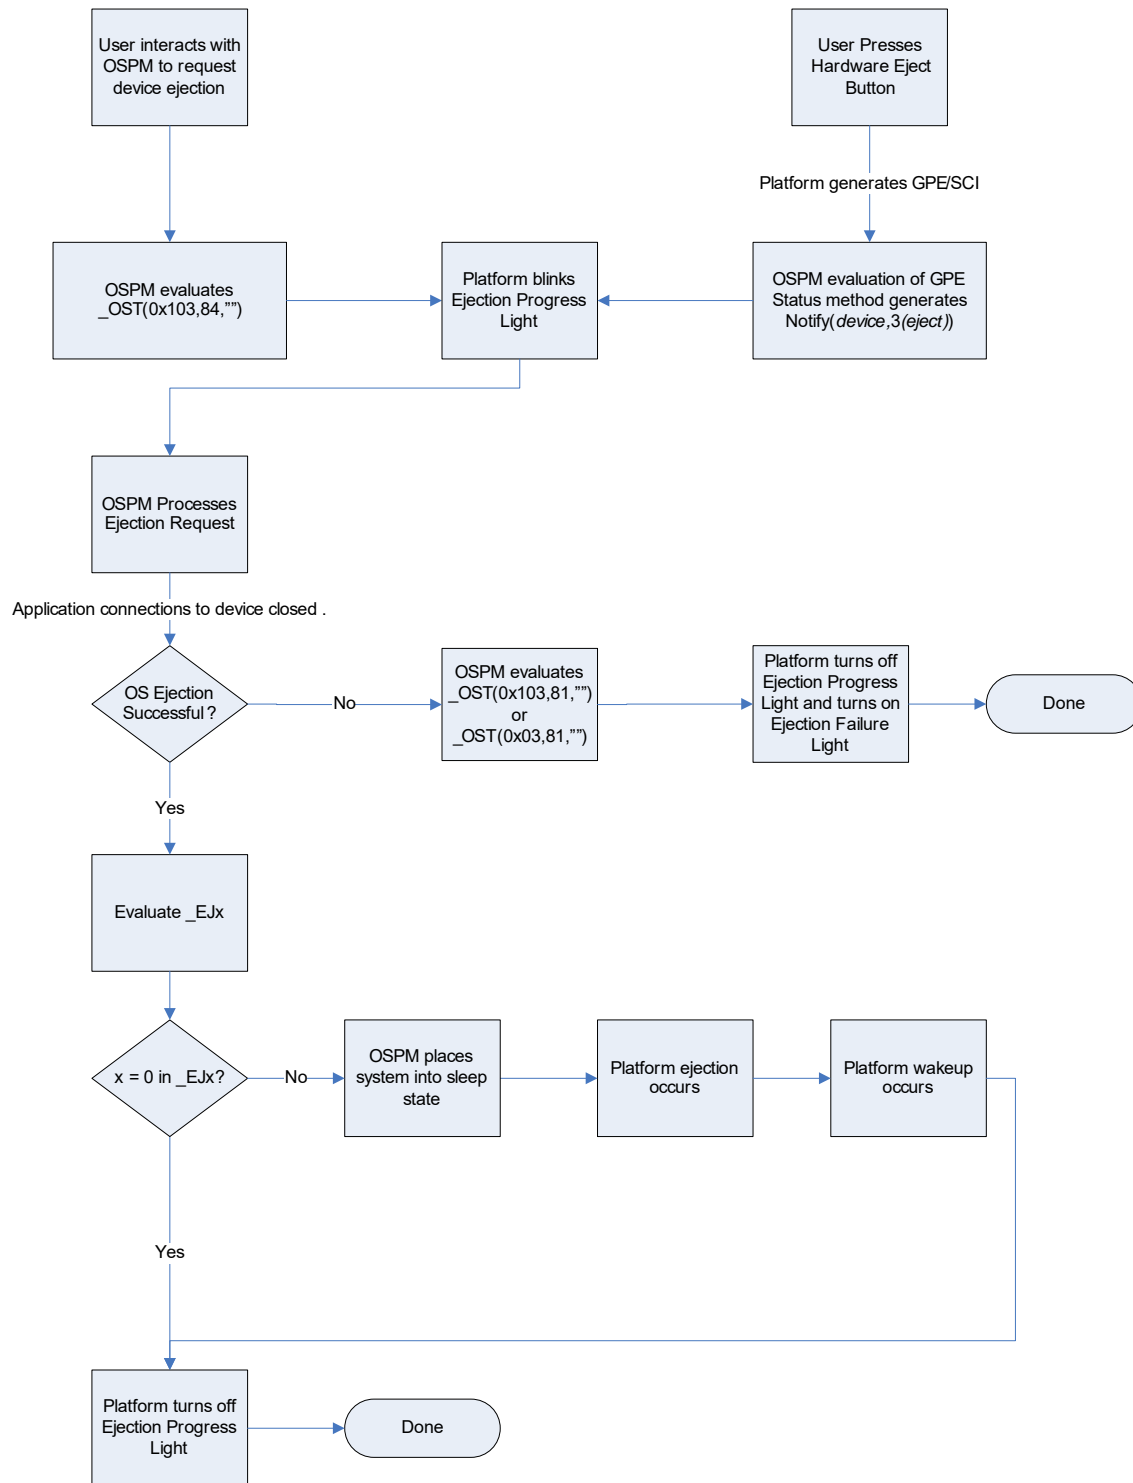 User interacts with
OSPM to request
device ejection
User Presses
Hardware Eject
Button
Platform generates GPE/SCI
OSPM evaluates
_OST(0x103,84,””)
Platform blinks
Ejection Progress
Light
OSPM evaluation of GPE
Status method generates
Notify(device,3(eject))
OSPM Processes
Ejection Request
Application connections to device closed .
OS Ejection
Successful?
No
OSPM evaluates
_OST(0x103,81,””)
or
_OST(0x03,81,””)
Platform turns off
Ejection Progress
Light and turns on
Ejection Failure
Light
Done
Yes
Evaluate _EJx
x = 0 in _EJx?
No
OSPM places
system into sleep
state
Platform ejection
occurs
Platform wakeup
occurs
Yes
Platform turns off
Ejection Progress
Light
Done